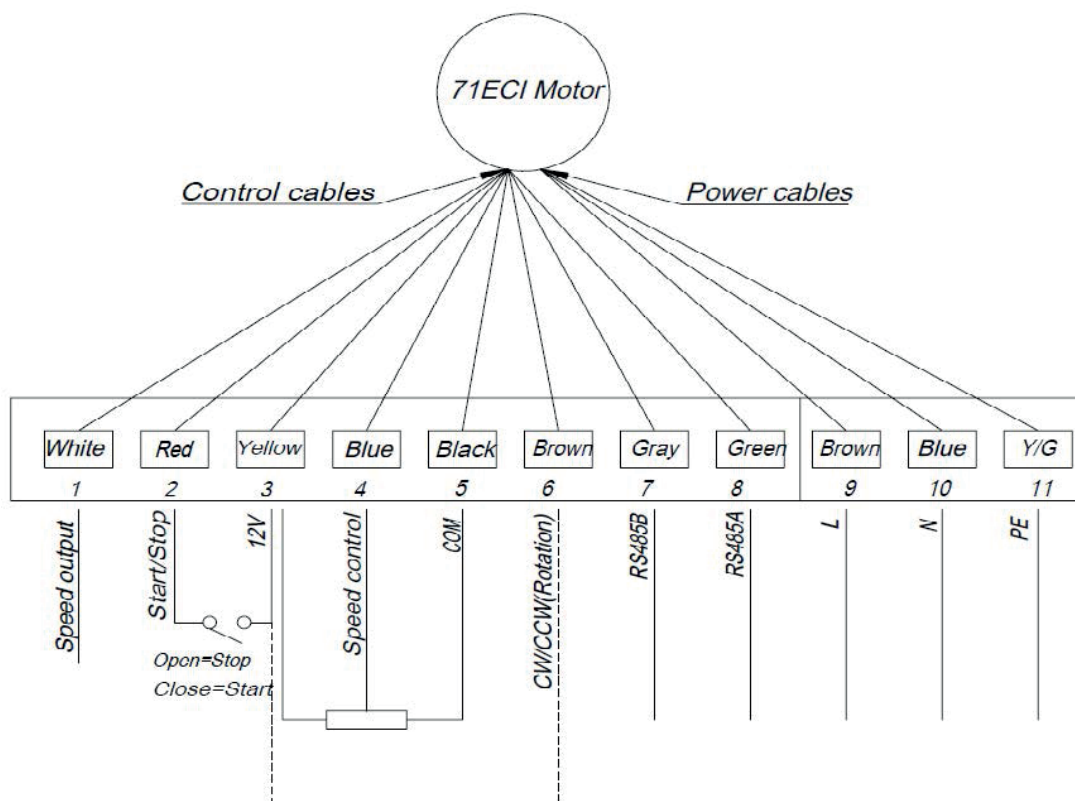 71ECI Motor
Control cables
Power cables
White
Red
Yellow
Blue
Black
Brown
Gray
Green
Brown
Blue
Y/G
1
2
3
4
5
6
7
8
9
10
11
Speed output
Start/Stop
12V
Speed control
COM
CW/CCW(Rotation)
RS485B
RS485A
L
N
PE
Open=Stop
Close=Start